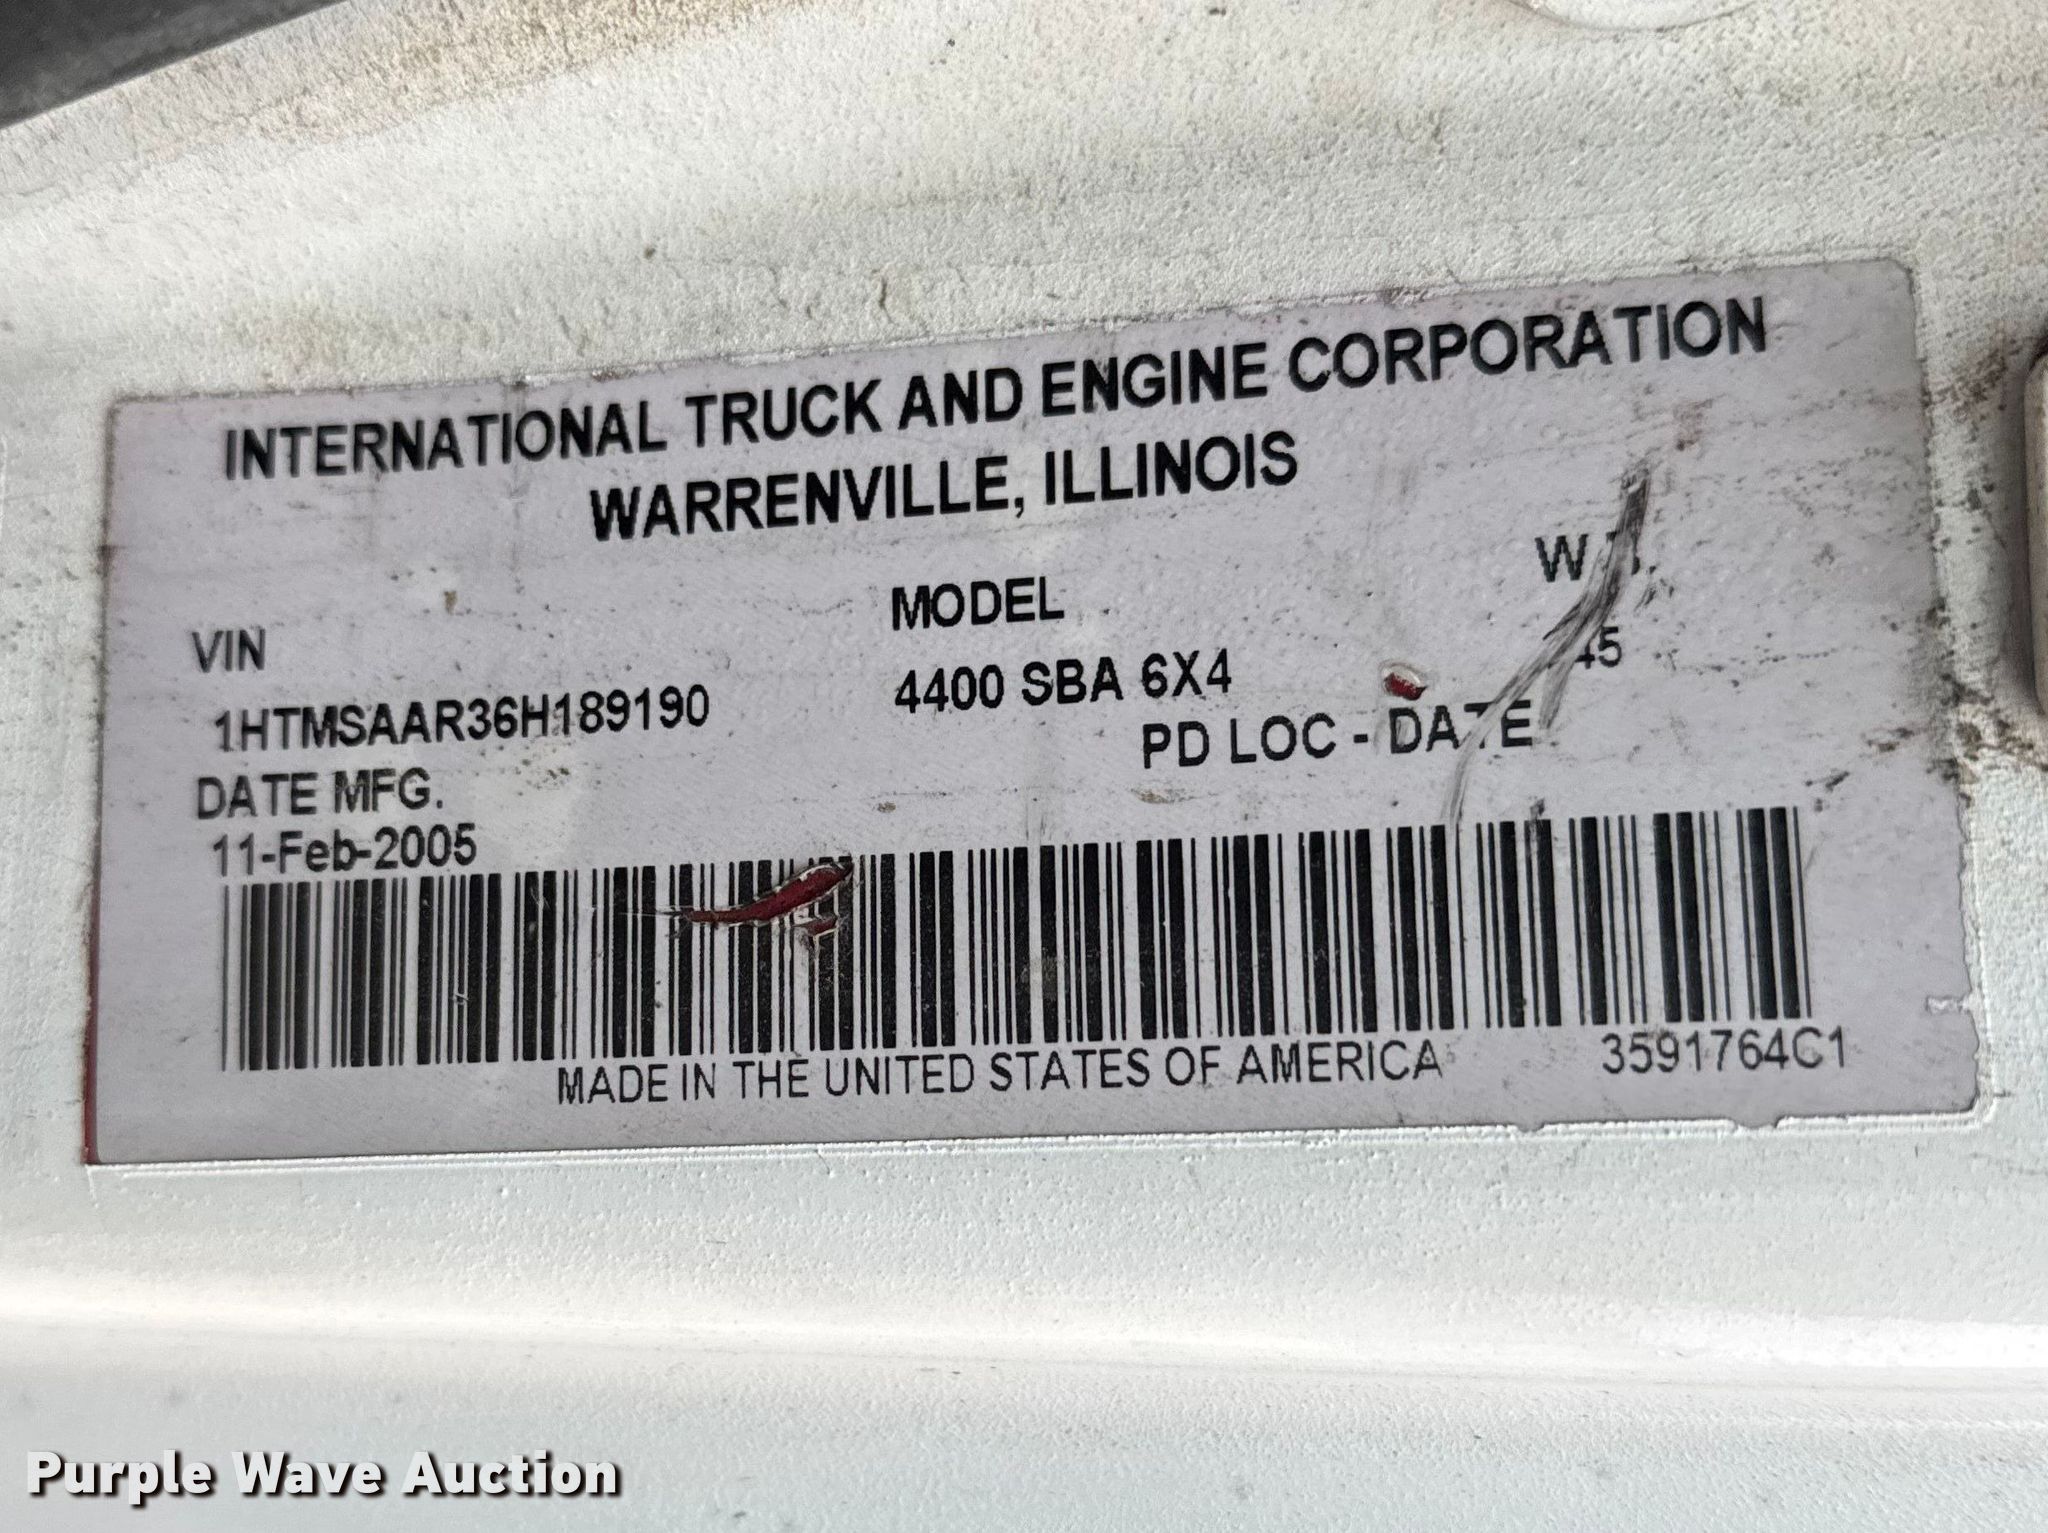 INTERNATIONAL TRUCK AND ENGINE CORPORATION
WARRENVILLE, ILLINOIS
VIN MODEL
1HTMSAAR36H189190 4400 SBA 6X4 45
DATE MFG. PD LOC - DATE
11-Feb-2005
MADE IN THE UNITED STATES OF AMERICA 3591764C1
Purple Wave Auction